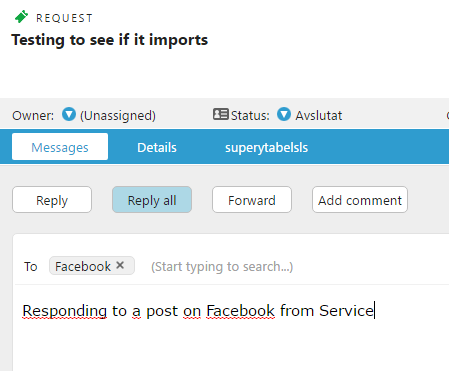 REQUEST
Testing to see if it imports
Owner: (Unassigned) Status: Avslutat
Messages Details supertabelsls
Reply Reply all Forward Add comment
To Facebook × (Start typing to search...)
Responding to a post on Facebook from Service